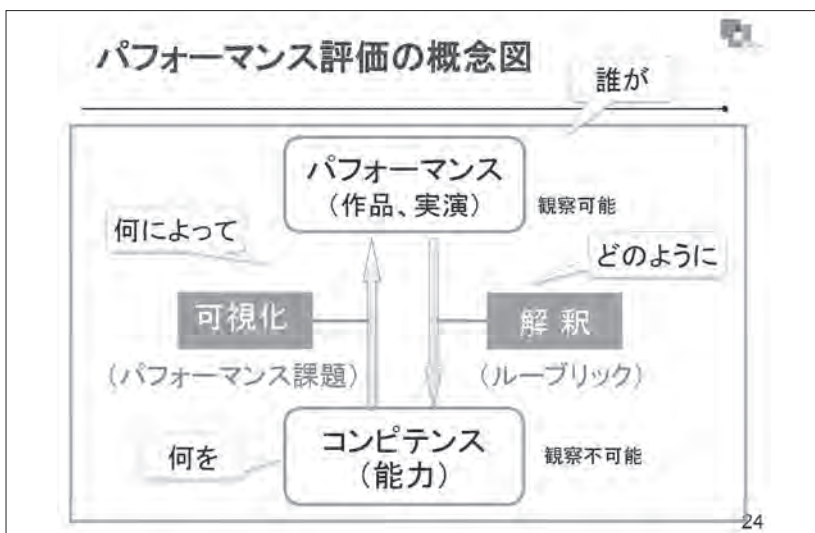 パフォーマンス評価の概念図
誰が
パフォーマンス
（作品、実演）
観察可能
何によって
どのように
可視化
解釈
（パフォーマンス課題）
（ルーブリック）
何を
コンピテンス
（能力）
観察不可能
24